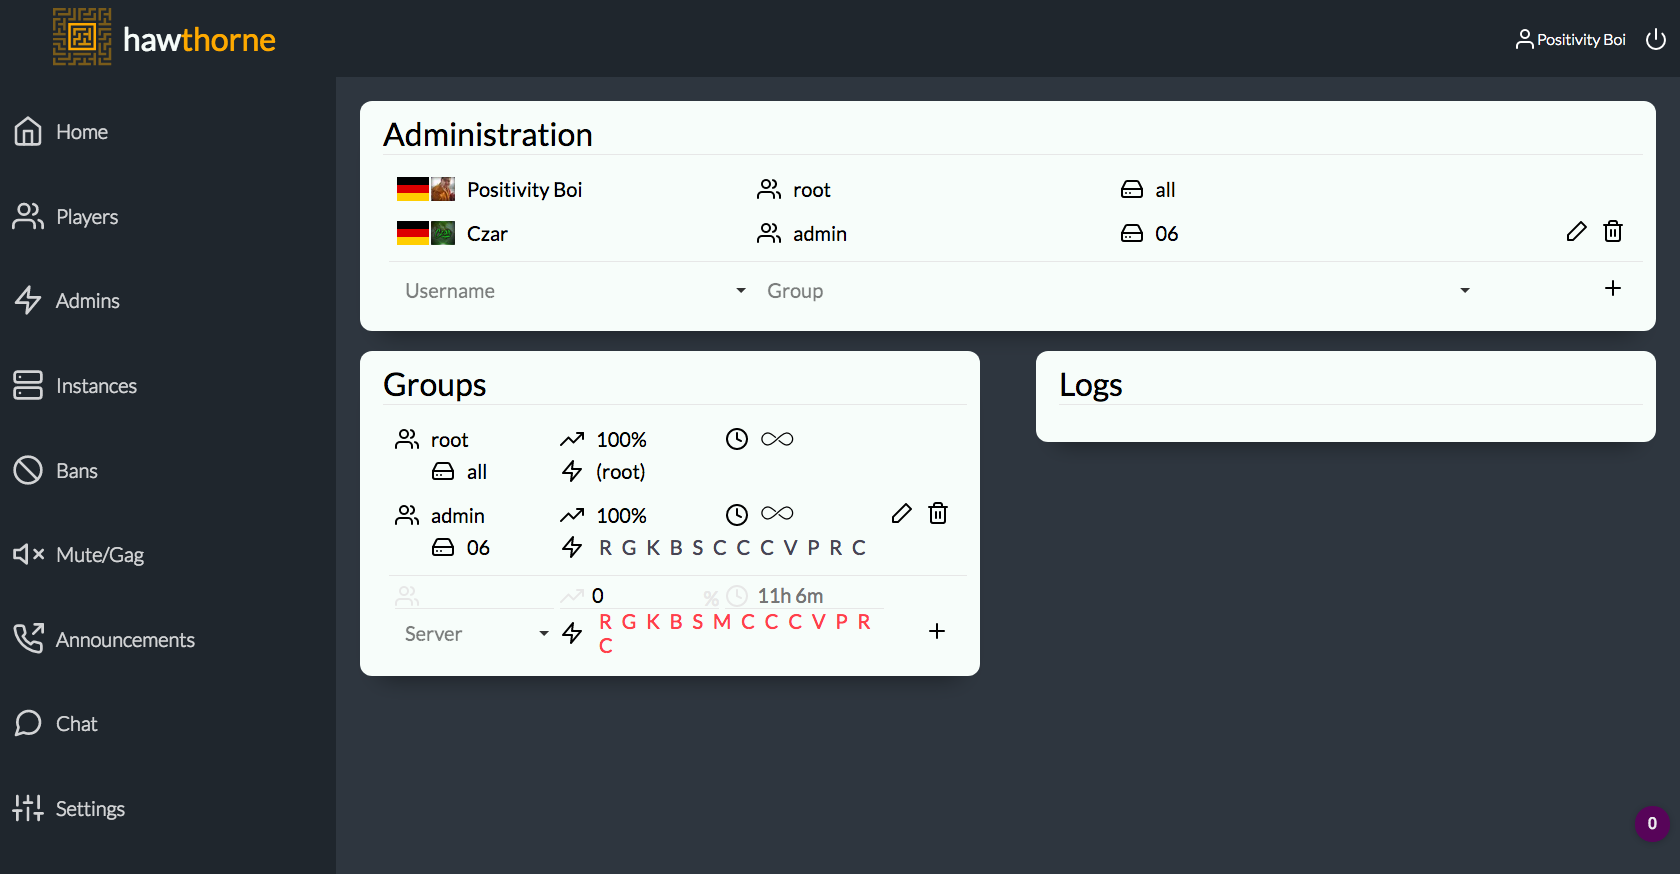 hawthorne
Positivity Boi
Home
Players
Admins
Instances
Bans
Mute/Gag
Announcements
Chat
Settings
Administration
Positivity Boi root all
Czar admin 06
Username Group
Groups
root 100% ∞
all (root)
admin 100% ∞
06 R G K B S C C C V P R C
0 % 11h 6m
Server R G K B S M C C C V P R
C
Logs
0